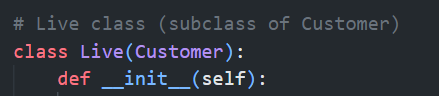 # Live class (subclass of Customer)
class Live(Customer):
    def __init__(self):